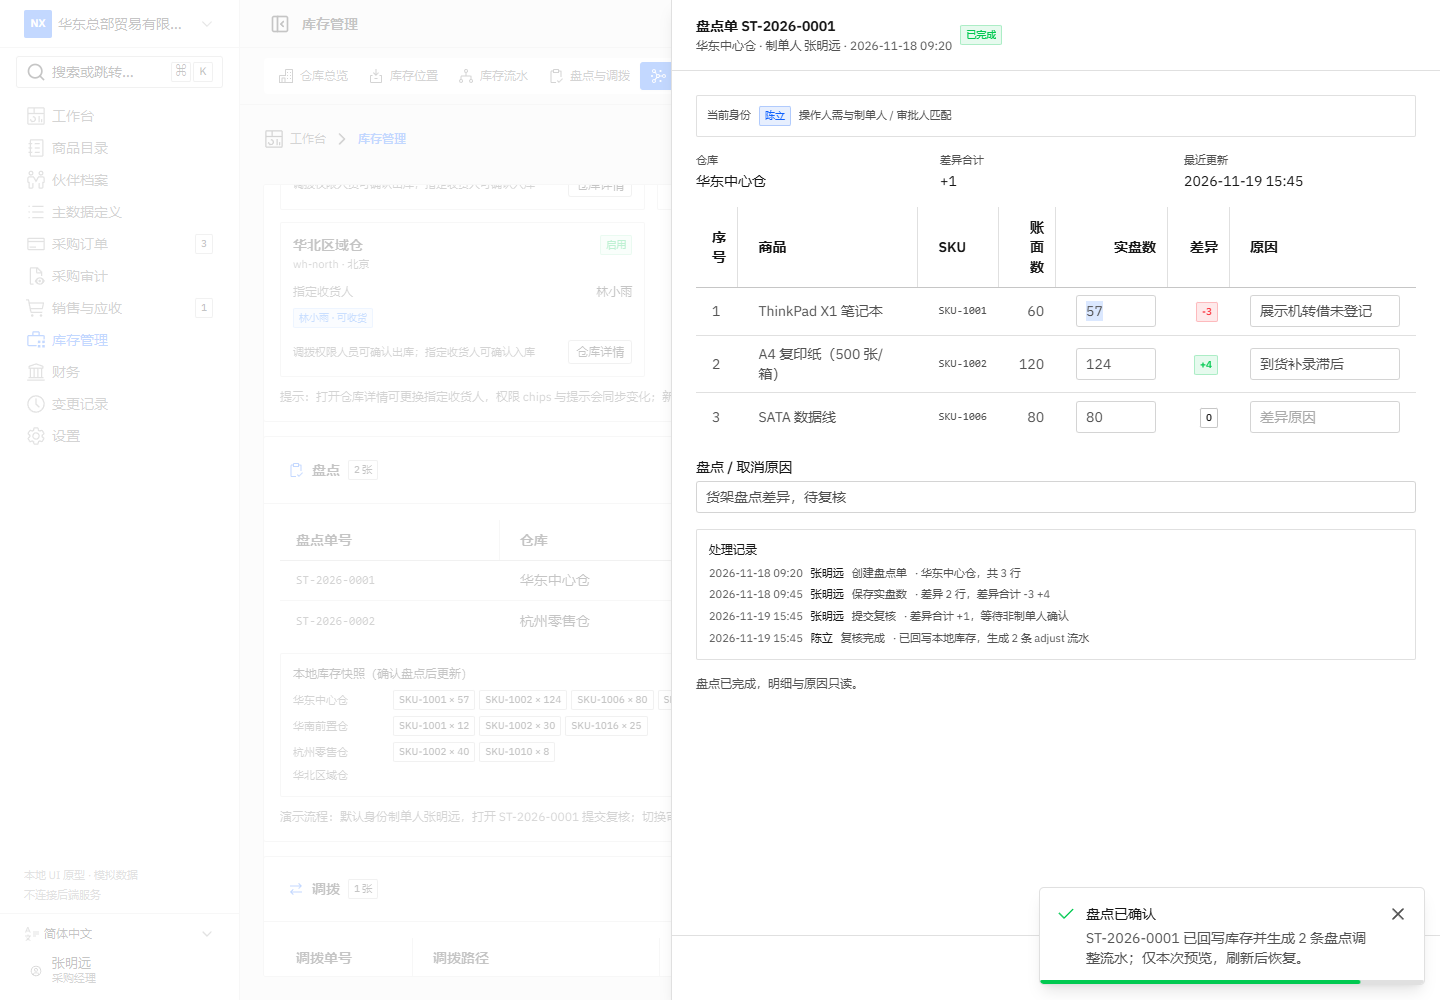 NX 华东总部贸易有限...
搜索或跳转... ⌘ K
工作台
商品目录
伙伴档案
主数据定义
采购订单 3
采购审计
销售与应收 1
库存管理
财务
变更记录
设置
本地 UI 原型 · 模拟数据
不连接后端服务
简体中文
张明远
采购经理
库存管理
仓库总览 库存位置 库存流水 盘点与调拨
工作台 库存管理
调拨权限人员可确认出库；指定收货人可确认入库 仓库详情
华北区域仓 启用
wh-north · 北京
指定收货人 林小雨
林小雨 · 可收货
调拨权限人员可确认出库；指定收货人可确认入库 仓库详情
提示：打开仓库详情可更换指定收货人，权限 chips 与提示会同步变化；新
盘点 2 张
盘点单号 仓库
ST-2026-0001 华东中心仓
ST-2026-0002 杭州零售仓
本地库存快照（确认盘点后更新）
华东中心仓 SKU-1001 × 57 SKU-1002 × 124 SKU-1006 × 80
华南前置仓 SKU-1001 × 12 SKU-1002 × 30 SKU-1016 × 25
杭州零售仓 SKU-1002 × 40 SKU-1010 × 8
华北区域仓
演示流程：默认身份制单人张明远，打开 ST-2026-0001 提交复核；切换
调拨 1 张
调拨单号 调拨路径
盘点单 ST-2026-0001
华东中心仓 · 制单人 张明远 · 2026-11-18 09:20 已完成
当前身份 陈立 操作人需与制单人 / 审批人匹配
仓库 差异合计 最近更新
华东中心仓 +1 2026-11-19 15:45
序号 商品 SKU 账面数 实盘数 差异 原因
1 ThinkPad X1 笔记本 SKU-1001 60 57 -3 展示机转借未登记
2 A4 复印纸（500 张/箱） SKU-1002 120 124 +4 到货补录滞后
3 SATA 数据线 SKU-1006 80 80 0 差异原因
盘点 / 取消原因
货架盘点差异，待复核
处理记录
2026-11-18 09:20 张明远 创建盘点单 · 华东中心仓，共 3 行
2026-11-18 09:45 张明远 保存实盘数 · 差异 2 行，差异合计 -3 +4
2026-11-19 15:45 张明远 提交复核 · 差异合计 +1，等待非制单人确认
2026-11-19 15:45 陈立 复核完成 · 已回写本地库存，生成 2 条 adjust 流水
盘点已完成，明细与原因只读。
盘点已确认
ST-2026-0001 已回写库存并生成 2 条盘点调
整流水；仅本次预览，刷新后恢复。